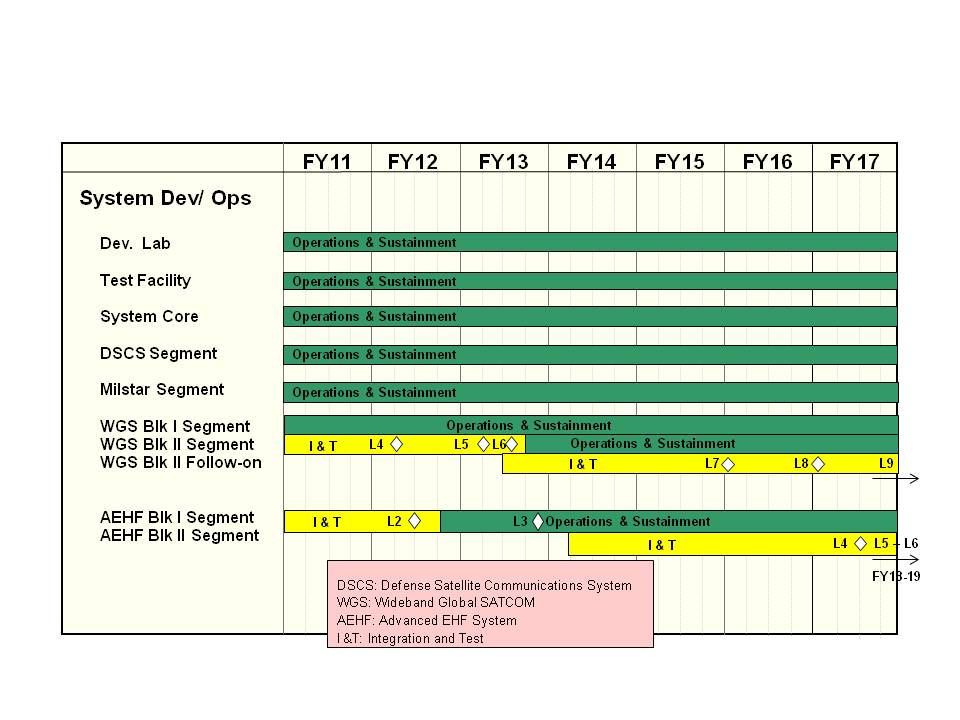 FY11 FY12 FY13 FY14 FY15 FY16 FY17
System Dev/ Ops
Dev. Lab Operations & Sustainment
Test Facility Operations & Sustainment
System Core Operations & Sustainment
DSCS Segment Operations & Sustainment
Milstar Segment Operations & Sustainment
WGS Blk I Segment Operations & Sustainment
WGS Blk II Segment I & T L4 L5 L6 Operations & Sustainment
WGS Blk II Follow-on I & T L7 L8 L9
AEHF Blk I Segment I & T L2 L3 Operations & Sustainment
AEHF Blk II Segment I & T L4 L5 – L6
FY18-19
DSCS: Defense Satellite Communications System
WGS: Wideband Global SATCOM
AEHF: Advanced EHF System
I &T: Integration and Test